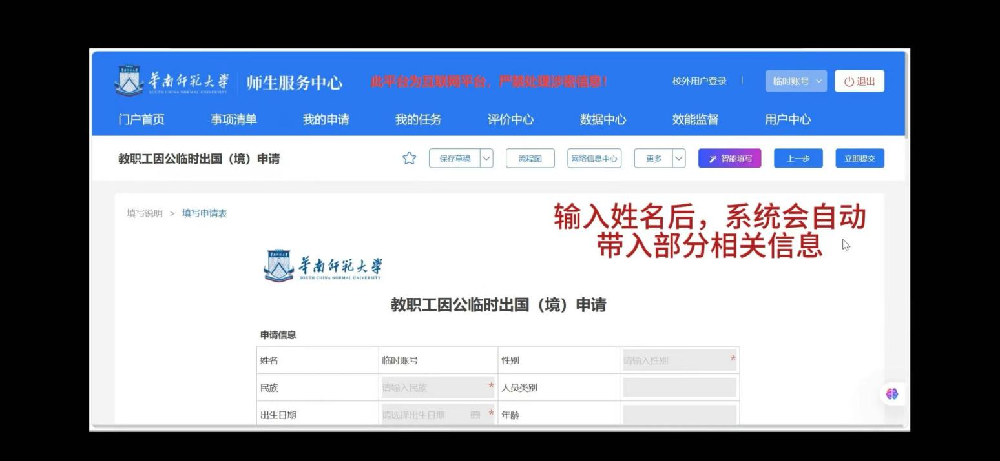 華南師範大學 師生服务中心 此平台为互联网平台，严禁处理涉密信息！ 校外用户登录 临时账号 退出
SOUTH CHINA NORMAL UNIVERSITY
门户首页 事项清单 我的申请 我的任务 评价中心 数据中心 效能监督 用户中心
教职工因公临时出国（境）申请 保存草稿 流程图 网络信息中心 更多 智能填写 上一步 立即提交
填写说明 > 填写申请表
输入姓名后，系统会自动
带入部分相关信息
華南師範大學
SOUTH CHINA NORMAL UNIVERSITY
教职工因公临时出国（境）申请
申请信息
姓名 临时账号 性别 请输入性别 *
民族 请输入民族 * 人员类别
出生日期 请选择出生日期 * 年龄